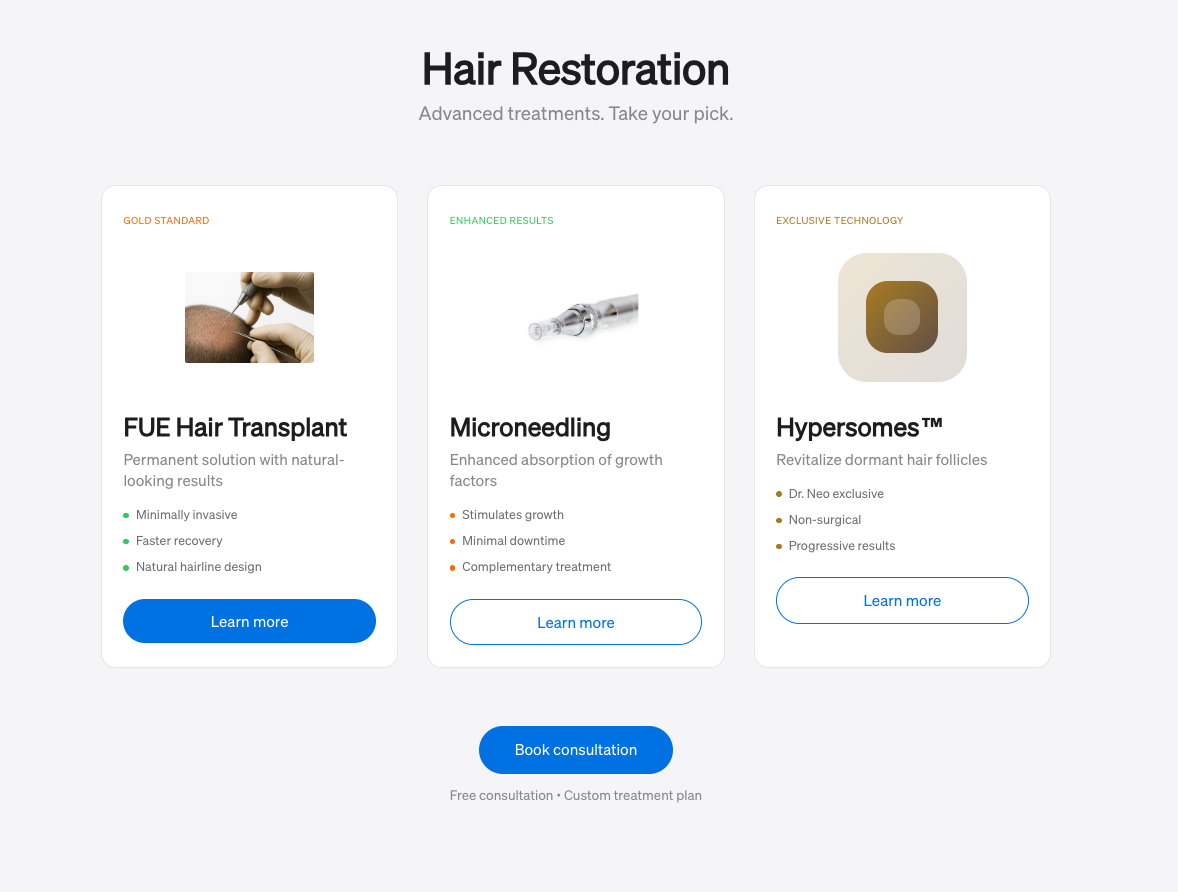 Hair Restoration
Advanced treatments. Take your pick.
GOLD STANDARD
FUE Hair Transplant
Permanent solution with natural-
looking results
Minimally invasive
Faster recovery
Natural hairline design
Learn more
ENHANCED RESULTS
Microneedling
Enhanced absorption of growth
factors
Stimulates growth
Minimal downtime
Complementary treatment
Learn more
EXCLUSIVE TECHNOLOGY
Hypersomes™
Revitalize dormant hair follicles
Dr. Neo exclusive
Non-surgical
Progressive results
Learn more
Book consultation
Free consultation • Custom treatment plan